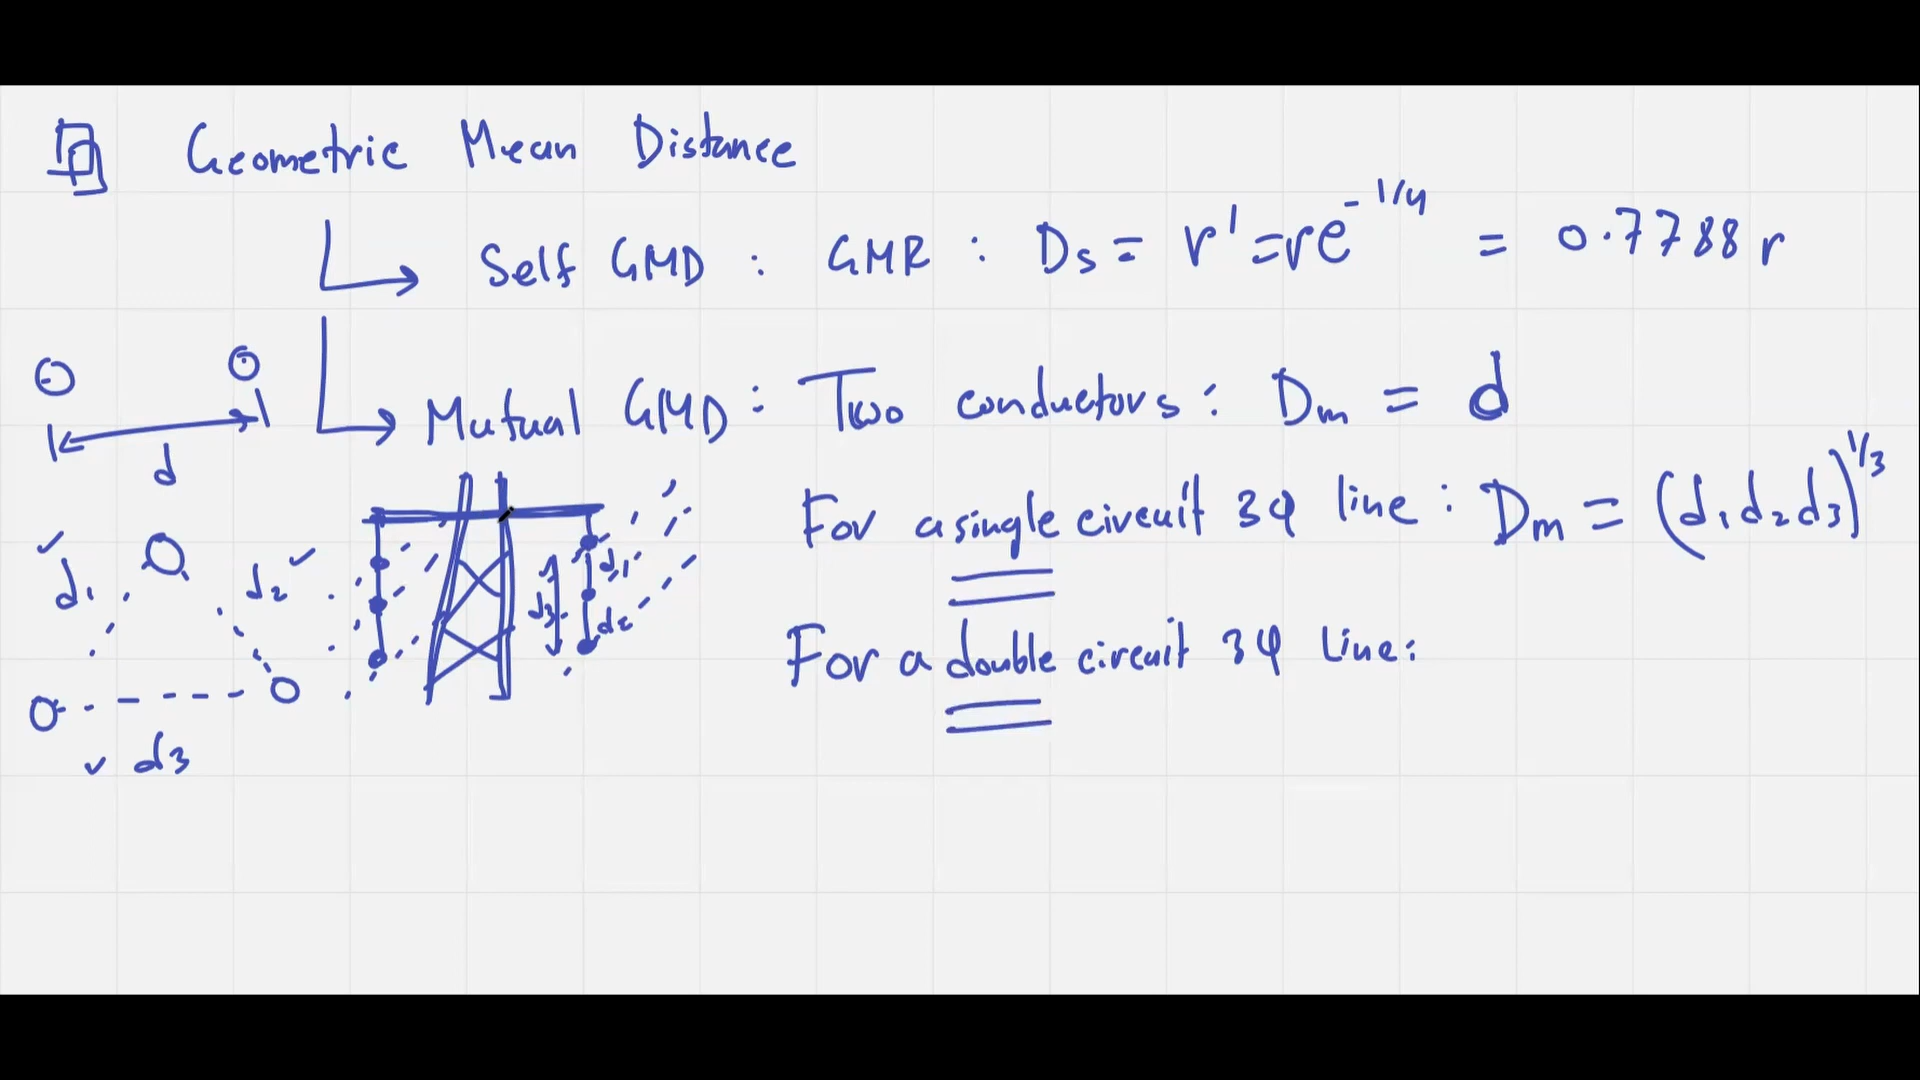 Geometric Mean Distance
Self GMD : GMR : Ds = r' = re^-1/4 = 0.7788 r
Mutual GMD : Two conductors : Dm = d
d
For a single circuit 3φ line : Dm = (d1d2d3)^1/3
d1
d2
d3
d1
d2
For a double circuit 3φ Line:
d3